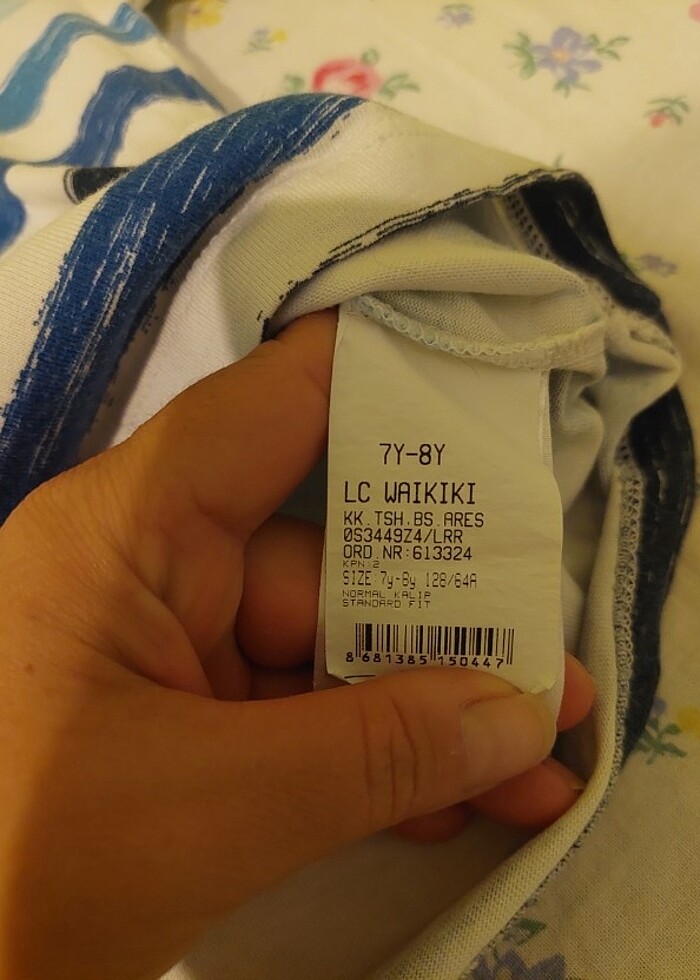 7Y-8Y
LC WAIKIKI
KK.TSH.BS.ARES
0S3449Z4/LRR
ORD.NR:613324
KPN:2
SIZE:7y-8y 128/64A
NORMAL KALIP
STANDARD FIT
8 681385 150447